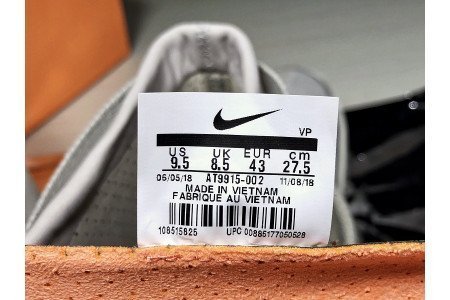 VP
US UK EUR cm
9.5 8.5 43 27.5
06/05/18 AT9915-002 11/08/18
MADE IN VIETNAM
FABRIQUE AU VIETNAM
108515825 UPC 00885177050528